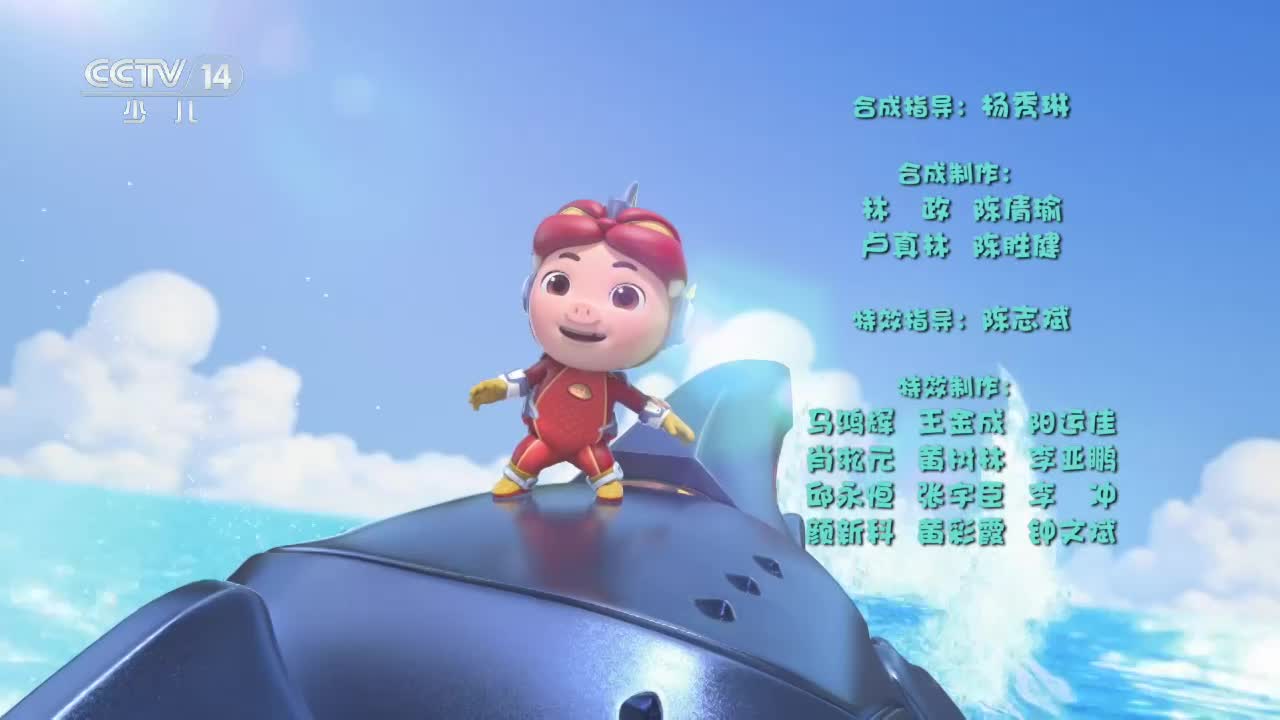 CCTV 14
少儿
合成指导：杨秀琳
合成制作：
林　政　陈倩瑜
卢真林　陈胜健
特效指导：陈志斌
特效制作：
马鸿辉　王金成　阳运佳
肖松元　黄树林　李亚鹏
邱永恒　张宇臣　李　冲
颜新科　黄彩霞　钟文斌